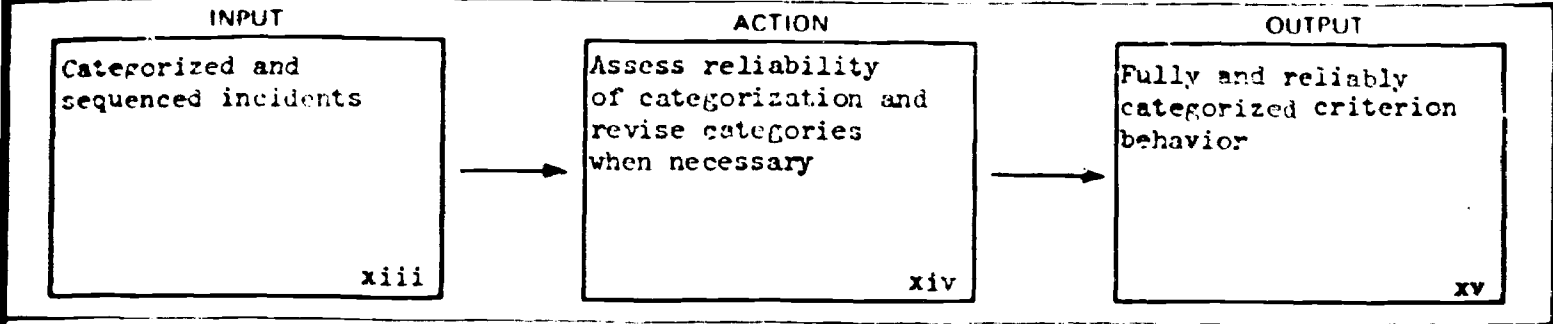 INPUT
Categorized and
sequenced incidents
xiii
ACTION
Assess reliability
of categorization and
revise categories
when necessary
xiv
OUTPUT
Fully and reliably
categorized criterion
behavior
xv